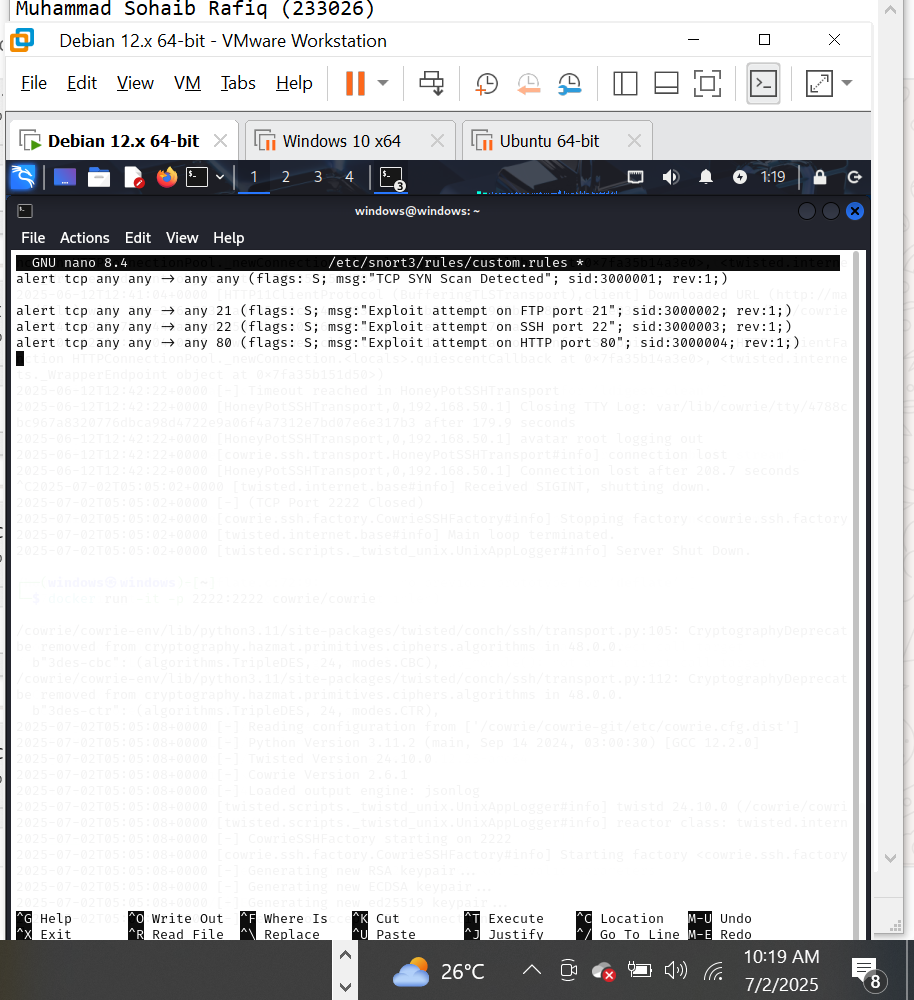 Muhammad Sohaib Rafiq (233026)
Debian 12.x 64-bit - VMware Workstation
File Edit View VM Tabs Help
Debian 12.x 64-bit
Windows 10 x64
Ubuntu 64-bit
1 2 3 4
3
1:19
windows@windows: ~
File Actions Edit View Help
GNU nano 8.4 /etc/snort3/rules/custom.rules *
alert tcp any any -> any any (flags: S; msg:"TCP SYN Scan Detected"; sid:3000001; rev:1;)
alert tcp any any -> any 21 (flags: S; msg:"Exploit attempt on FTP port 21"; sid:3000002; rev:1;)
alert tcp any any -> any 22 (flags: S; msg:"Exploit attempt on SSH port 22"; sid:3000003; rev:1;)
alert tcp any any -> any 80 (flags: S; msg:"Exploit attempt on HTTP port 80"; sid:3000004; rev:1;)
2025-06-12T12:42:22+0000 [-] Timeout reached in HoneyPotSSHTransport
2025-06-12T12:42:22+0000 [HoneyPotSSHTransport,0,192.168.50.1] Closing TTY Log: var/lib/cowrie/tty/
after 179.9 seconds
2025-06-12T12:42:22+0000 [HoneyPotSSHTransport,0,192.168.50.1] avatar root logging out
2025-06-12T12:42:22+0000 [cowrie.ssh.transport.HoneyPotSSHTransport#info] connection lost
2025-06-12T12:42:22+0000 [HoneyPotSSHTransport,0,192.168.50.1] Connection lost after 208.7 seconds
^C2025-07-02T05:05:02+0000 [twisted.internet.base#info] Received SIGINT, shutting down.
2025-07-02T05:05:02+0000 [-] (TCP Port 2222 Closed)
2025-07-02T05:05:02+0000 [cowrie.ssh.factory.CowrieSSHFactory#info] Stopping factory <cowrie.ssh.factory
2025-07-02T05:05:02+0000 [twisted.internet.base#info] Main loop terminated.
2025-07-02T05:05:02+0000 [twisted.scripts._twistd_unix.UnixAppLogger#info] Server Shut Down.
(windows㉿windows)-[~]
$ docker run -it -p 2222:2222 cowrie/cowrie
/cowrie/cowrie-env/lib/python3.11/site-packages/twisted/conch/ssh/transport.py:105: CryptographyDeprecat
be removed from cryptography.hazmat.primitives.ciphers.algorithms in 48.0.0.
b"3des-cbc": (algorithms.TripleDES, 24, modes.CBC),
/cowrie/cowrie-env/lib/python3.11/site-packages/twisted/conch/ssh/transport.py:112: CryptographyDeprecat
be removed from cryptography.hazmat.primitives.ciphers.algorithms in 48.0.0.
b"3des-ctr": (algorithms.TripleDES, 24, modes.CTR),
2025-07-02T05:05:08+0000 [-] Reading configuration from ['/cowrie/cowrie-git/etc/cowrie.cfg.dist']
2025-07-02T05:05:08+0000 [-] Python Version 3.11.2 (main, Sep 14 2024, 03:00:30) [GCC 12.2.0]
2025-07-02T05:05:08+0000 [-] Twisted Version 24.10.0
2025-07-02T05:05:08+0000 [-] Cowrie Version 2.6.1
2025-07-02T05:05:08+0000 [-] Loaded output engine: jsonlog
2025-07-02T05:05:08+0000 [twisted.scripts._twistd_unix.UnixAppLogger#info] twistd 24.10.0 (/cowrie/cowri
2025-07-02T05:05:08+0000 [twisted.scripts._twistd_unix.UnixAppLogger#info] reactor class: twisted.intern
2025-07-02T05:05:08+0000 [-] CowrieSSHFactory starting on 2222
2025-07-02T05:05:08+0000 [cowrie.ssh.factory.CowrieSSHFactory#info] Starting factory <cowrie.ssh.factory
2025-07-02T05:05:08+0000 [-] Generating new RSA keypair...
2025-07-02T05:05:08+0000 [-] Generating new ECDSA keypair...
2025-07-02T05:05:08+0000 [-] Generating new ed25519 keypair...
^G Help ^O Write Out ^F Where Is ^K Cut ^T Execute ^C Location M-U Undo
^X Exit ^R Read File ^\ Replace ^U Paste ^J Justify ^/ Go To Line M-E Redo
26°C
10:19 AM
7/2/2025
8